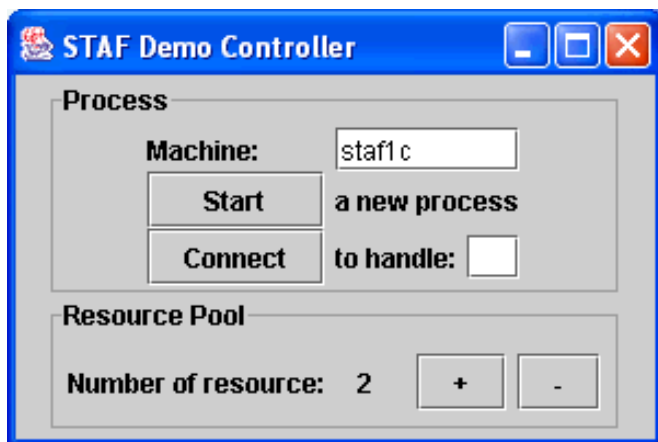 STAF Demo Controller
Process
Machine: staf1c
Start a new process
Connect to handle:
Resource Pool
Number of resource: 2 + -